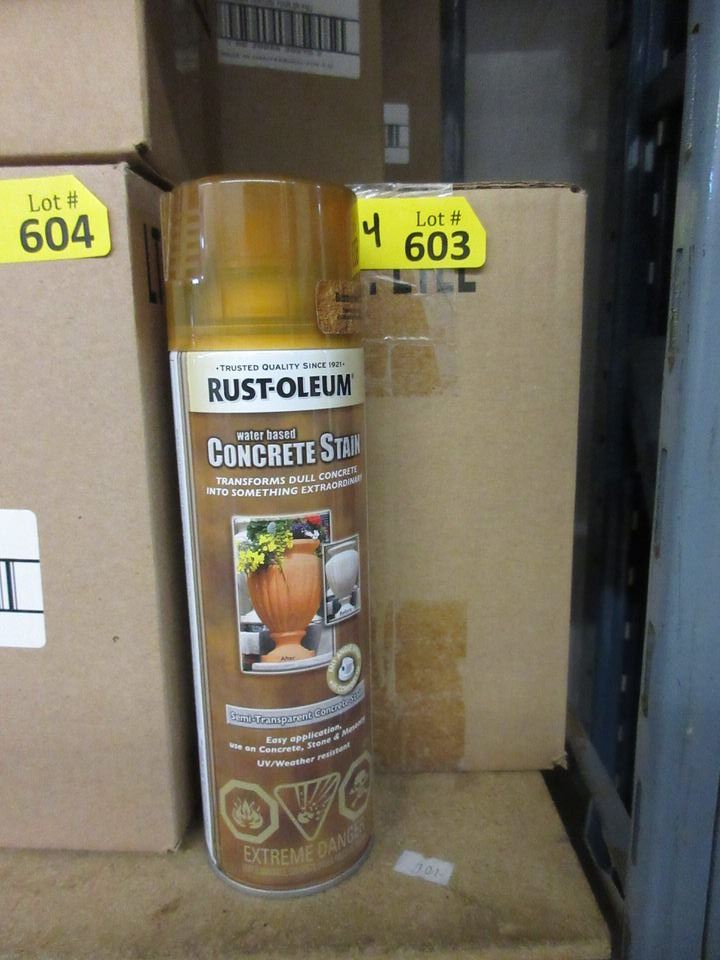 Lot #
604
4
Lot #
603
• TRUSTED QUALITY SINCE 1921 •
RUST-OLEUM®
water based
CONCRETE STAIN
TRANSFORMS DULL CONCRETE
INTO SOMETHING EXTRAORDINARY
Before
After
Semi-Transparent Concrete
Easy application,
use on Concrete, Stone & Masonry
UV/Weather resistant
EXTREME DANGER